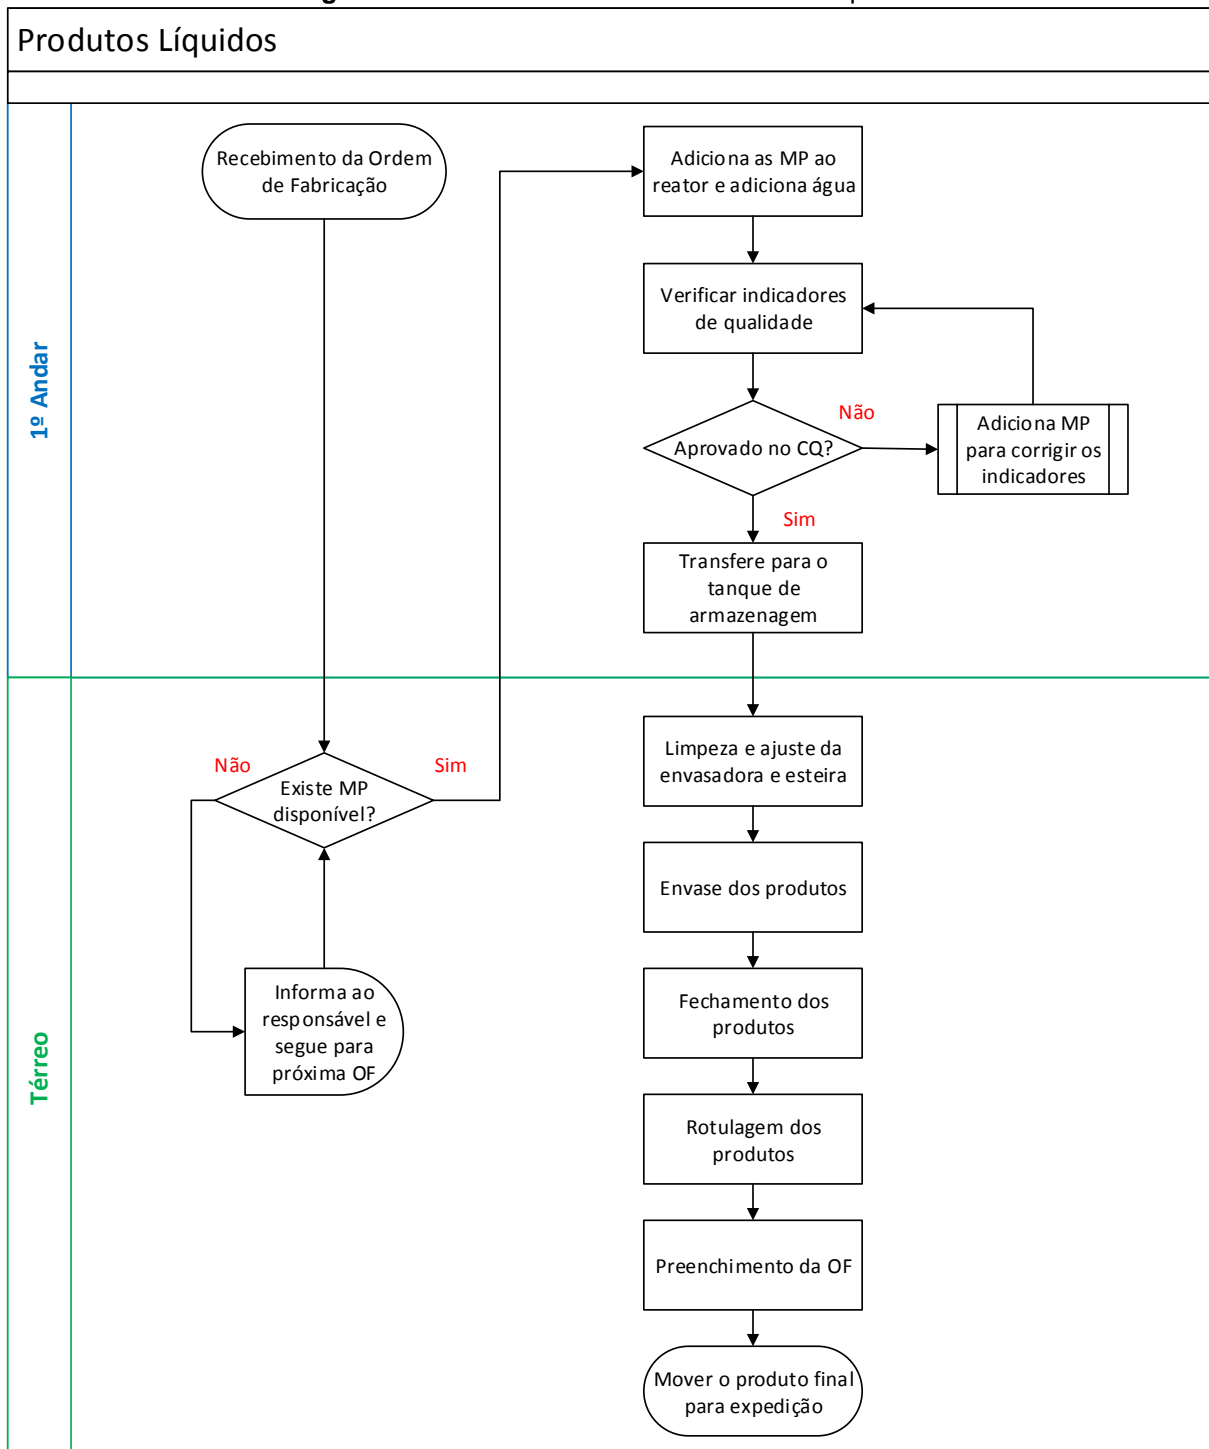 Produtos Líquidos
1º Andar
Recebimento da Ordem
de Fabricação
Adiciona as MP ao
reator e adiciona água
Verificar indicadores
de qualidade
Aprovado no CQ?
Não
Adiciona MP
para corrigir os
indicadores
Sim
Transfere para o
tanque de
armazenagem
Térreo
Não
Existe MP
disponível?
Sim
Informa ao
responsável e
segue para
próxima OF
Limpeza e ajuste da
envasadora e esteira
Envase dos produtos
Fechamento dos
produtos
Rotulagem dos
produtos
Preenchimento da OF
Mover o produto final
para expedição